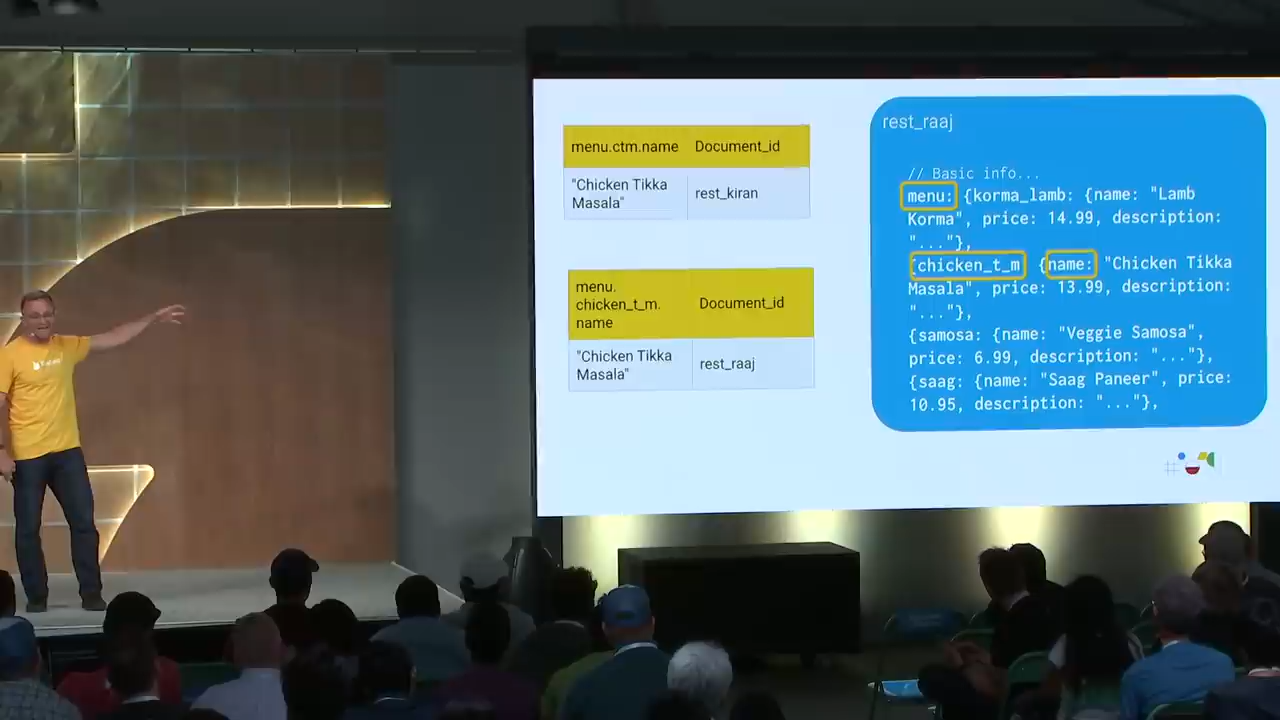 menu.ctm.name Document_id
"Chicken Tikka
Masala" rest_kiran
menu.
chicken_t_m.
name Document_id
"Chicken Tikka
Masala" rest_raaj
rest_raaj
// Basic info...
menu: {korma_lamb: {name: "Lamb
Korma", price: 14.99, description:
"..."},
{chicken_t_m {name: "Chicken Tikka
Masala", price: 13.99, description:
"..."},
{samosa: {name: "Veggie Samosa",
price: 6.99, description: "..."},
{saag: {name: "Saag Paneer", price:
10.95, description: "..."},